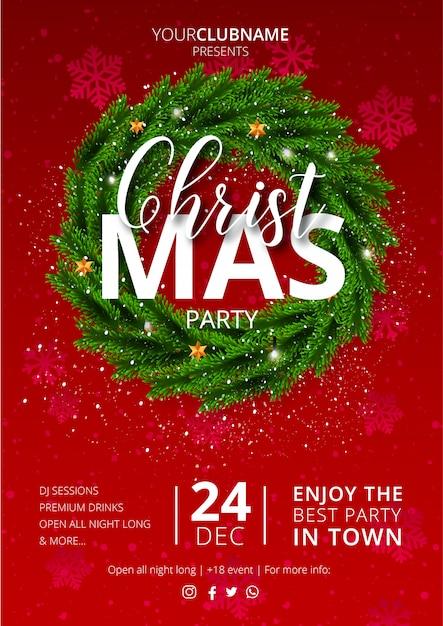 YOURCLUBNAME
PRESENTS
Christ
MAS
PARTY
DJ SESSIONS
PREMIUM DRINKS
OPEN ALL NIGHT LONG
& MORE...
24
DEC
ENJOY THE
BEST PARTY
IN TOWN
Open all night long | +18 event | For more info: